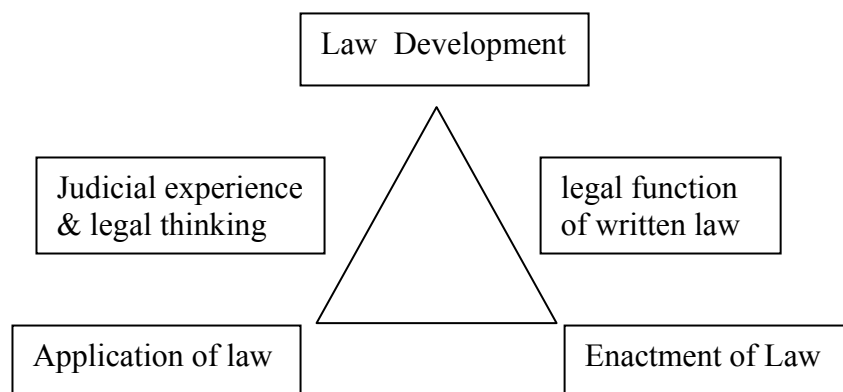 Law Development
Judicial experience
& legal thinking
legal function
of written law
Application of law
Enactment of Law